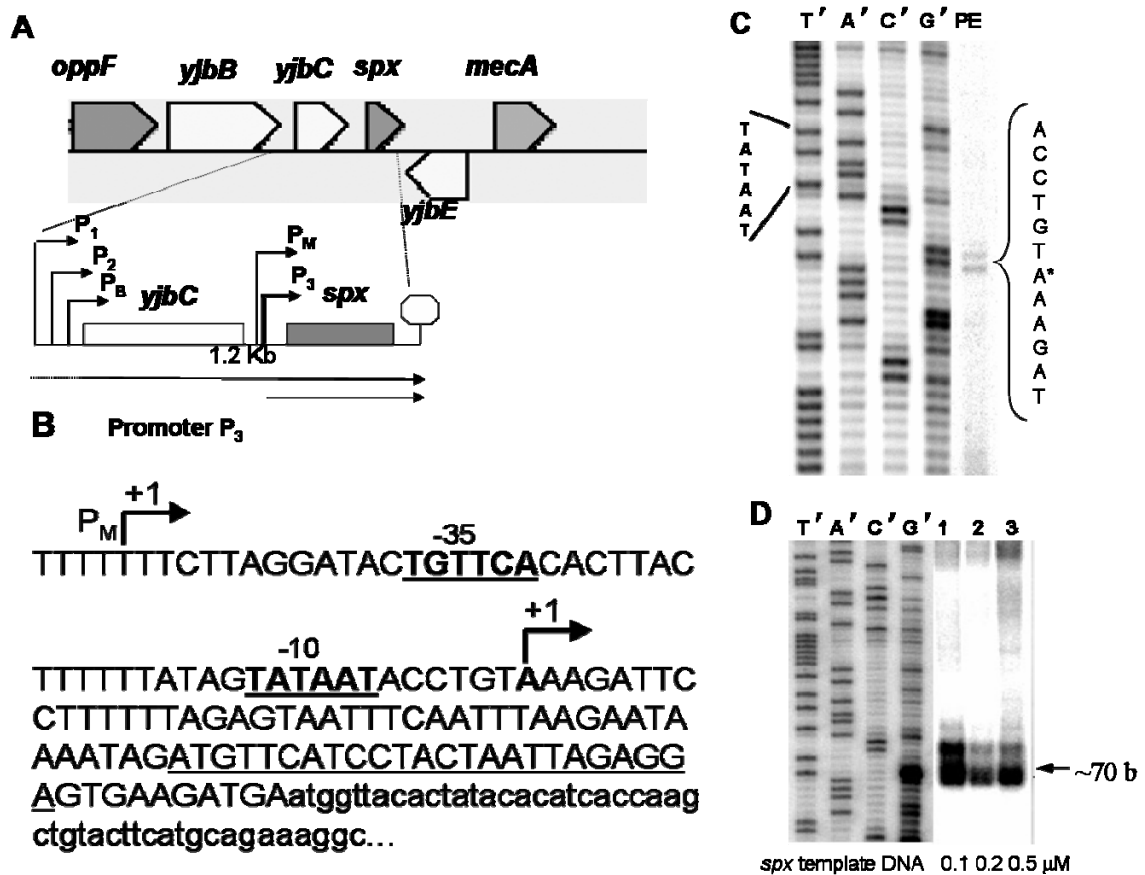 A
oppF yjbB yjbC spx mecA
yjbE
P1
P2
PB
yjbC
PM
P3
spx
1.2 Kb
B Promoter P3
PM +1
-35
TTTTTTTCTTAGGATACTGTTCACACTTAC
-10 +1
TTTTTTATAGTATAATACCTGTAAAGATTC
CTTTTTTAGAGTAATTTCAATTTAAGAATA
AAATAGATGTTCATCCTACTAATTAGAGG
AGTGAAGATGAatggttacactatacacatcaccaag
ctgtacttcatgcagaaaggc...
C
T' A' C' G' PE
T
A
T
A
A
T
A
C
C
T
G
T
A*
A
A
G
A
T
D
T' A' C' G' 1 2 3
~70 b
spx template DNA 0.1 0.2 0.5 µM